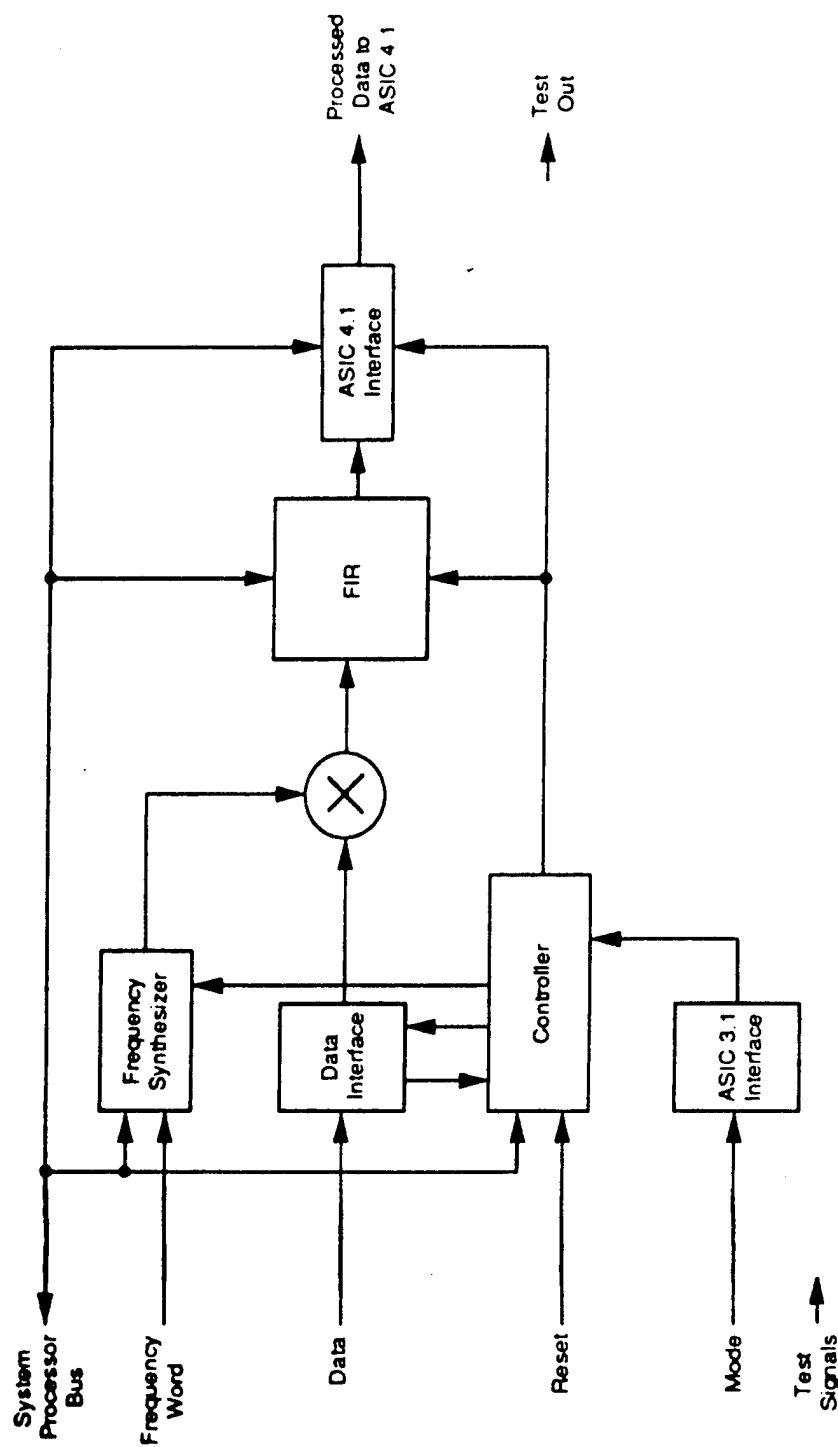 System
Processor
Bus
Frequency
Word
Data
Reset
Mode
Test
Signals
Frequency
Synthesizer
Data
Interface
Controller
ASIC 3.1
Interface
FIR
ASIC 4.1
Interface
Processed
Data to
ASIC 4 1
Test
Out